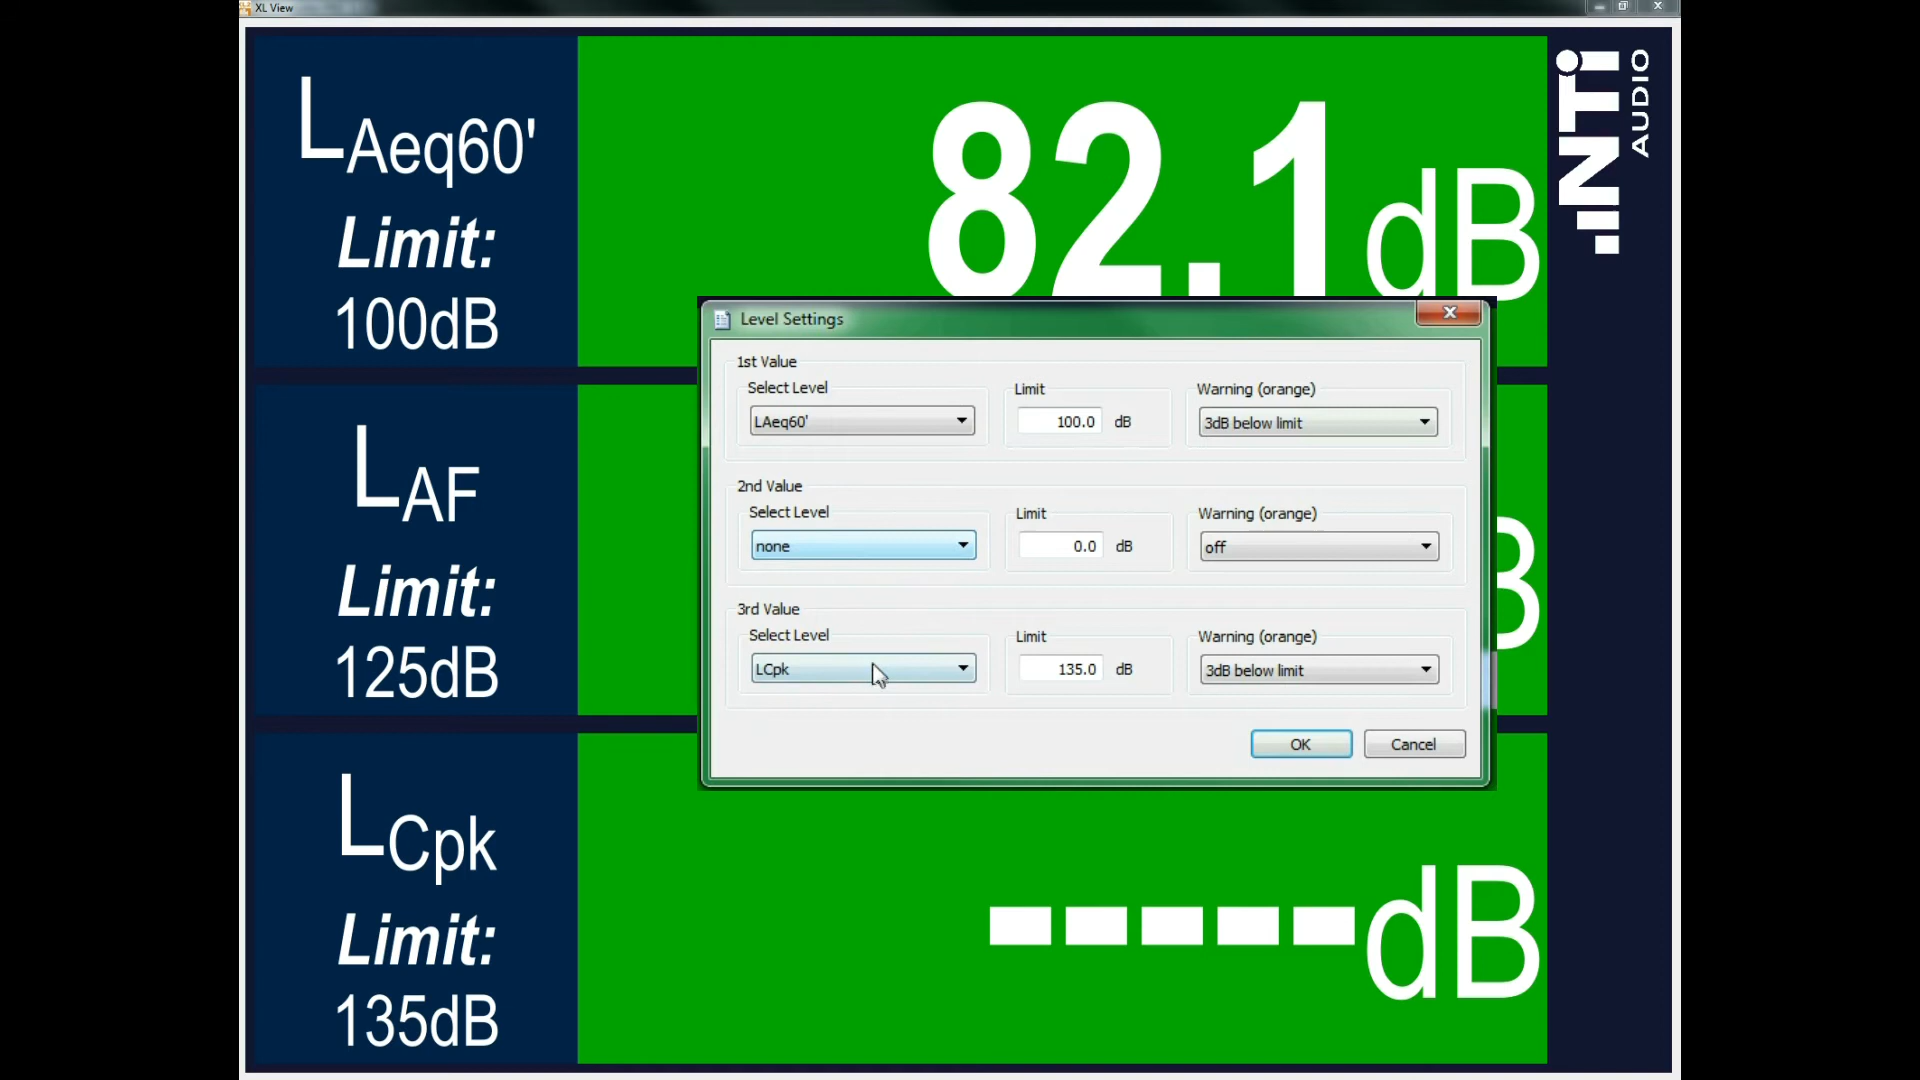 XL View
LAeq60'
Limit:
100dB
82.1dB
NTi
AUDIO
LAF
Limit:
125dB
B
LCpk
Limit:
135dB
-----dB
Level Settings
1st Value
Select Level
Limit
Warning (orange)
LAeq60'
100.0 dB
3dB below limit
2nd Value
Select Level
Limit
Warning (orange)
none
0.0 dB
off
3rd Value
Select Level
Limit
Warning (orange)
LCpk
135.0 dB
3dB below limit
OK
Cancel